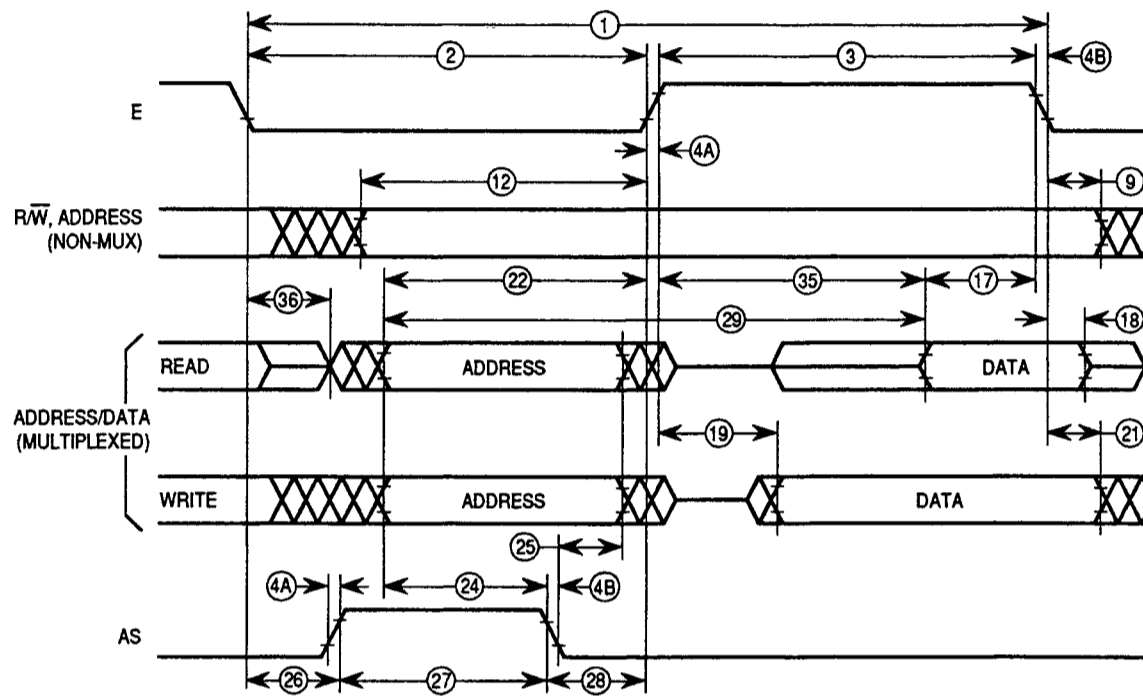 1
2 3 4B
E
4A
12 9
R/W̅, ADDRESS
(NON-MUX)
22 35 17
36 29 18
READ ADDRESS DATA
ADDRESS/DATA
(MULTIPLEXED)
19 21
WRITE ADDRESS DATA
25
4A 24 4B
AS
26 27 28